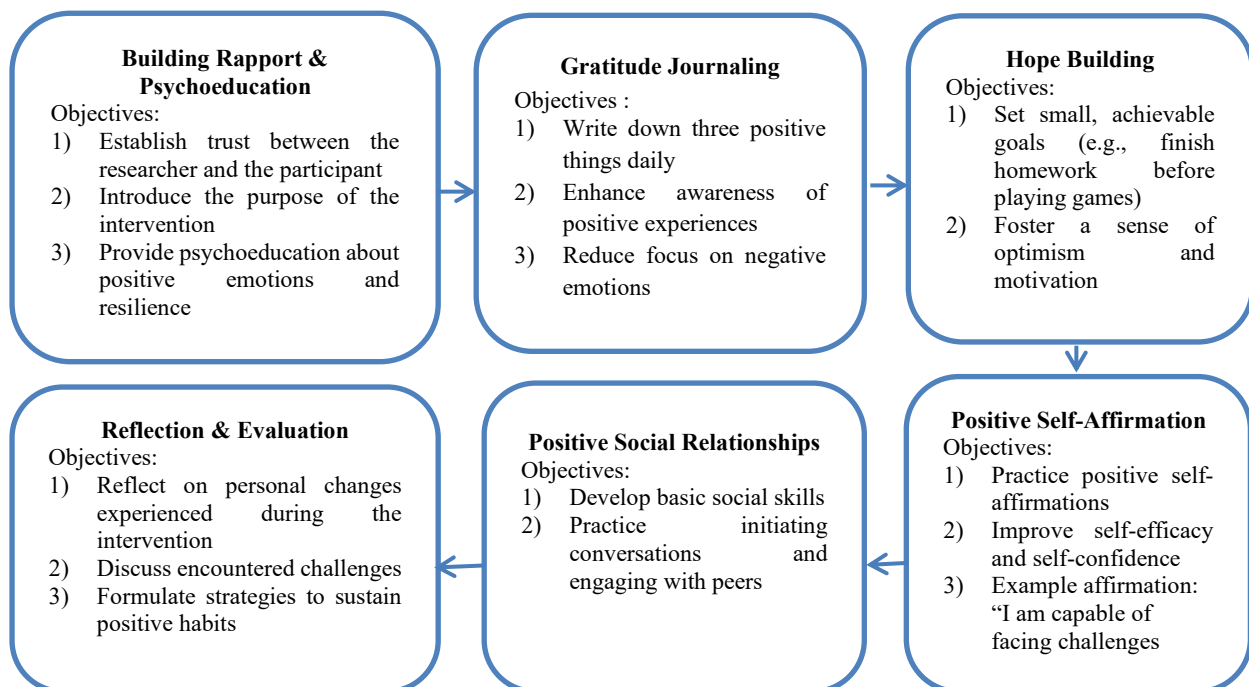 Building Rapport &
Psychoeducation
Objectives:
1) Establish trust between the
researcher and the participant
2) Introduce the purpose of the
intervention
3) Provide psychoeducation about
positive emotions and
resilience
Gratitude Journaling
Objectives :
1) Write down three positive
things daily
2) Enhance awareness of
positive experiences
3) Reduce focus on negative
emotions
Hope Building
Objectives:
1) Set small, achievable
goals (e.g., finish
homework before
playing games)
2) Foster a sense of
optimism and
motivation
Positive Self-Affirmation
Objectives:
1) Practice positive self-
affirmations
2) Improve self-efficacy
and self-confidence
3) Example affirmation:
“I am capable of
facing challenges
Positive Social Relationships
Objectives:
1) Develop basic social skills
2) Practice initiating
conversations and
engaging with peers
Reflection & Evaluation
Objectives:
1) Reflect on personal changes
experienced during the
intervention
2) Discuss encountered challenges
3) Formulate strategies to sustain
positive habits